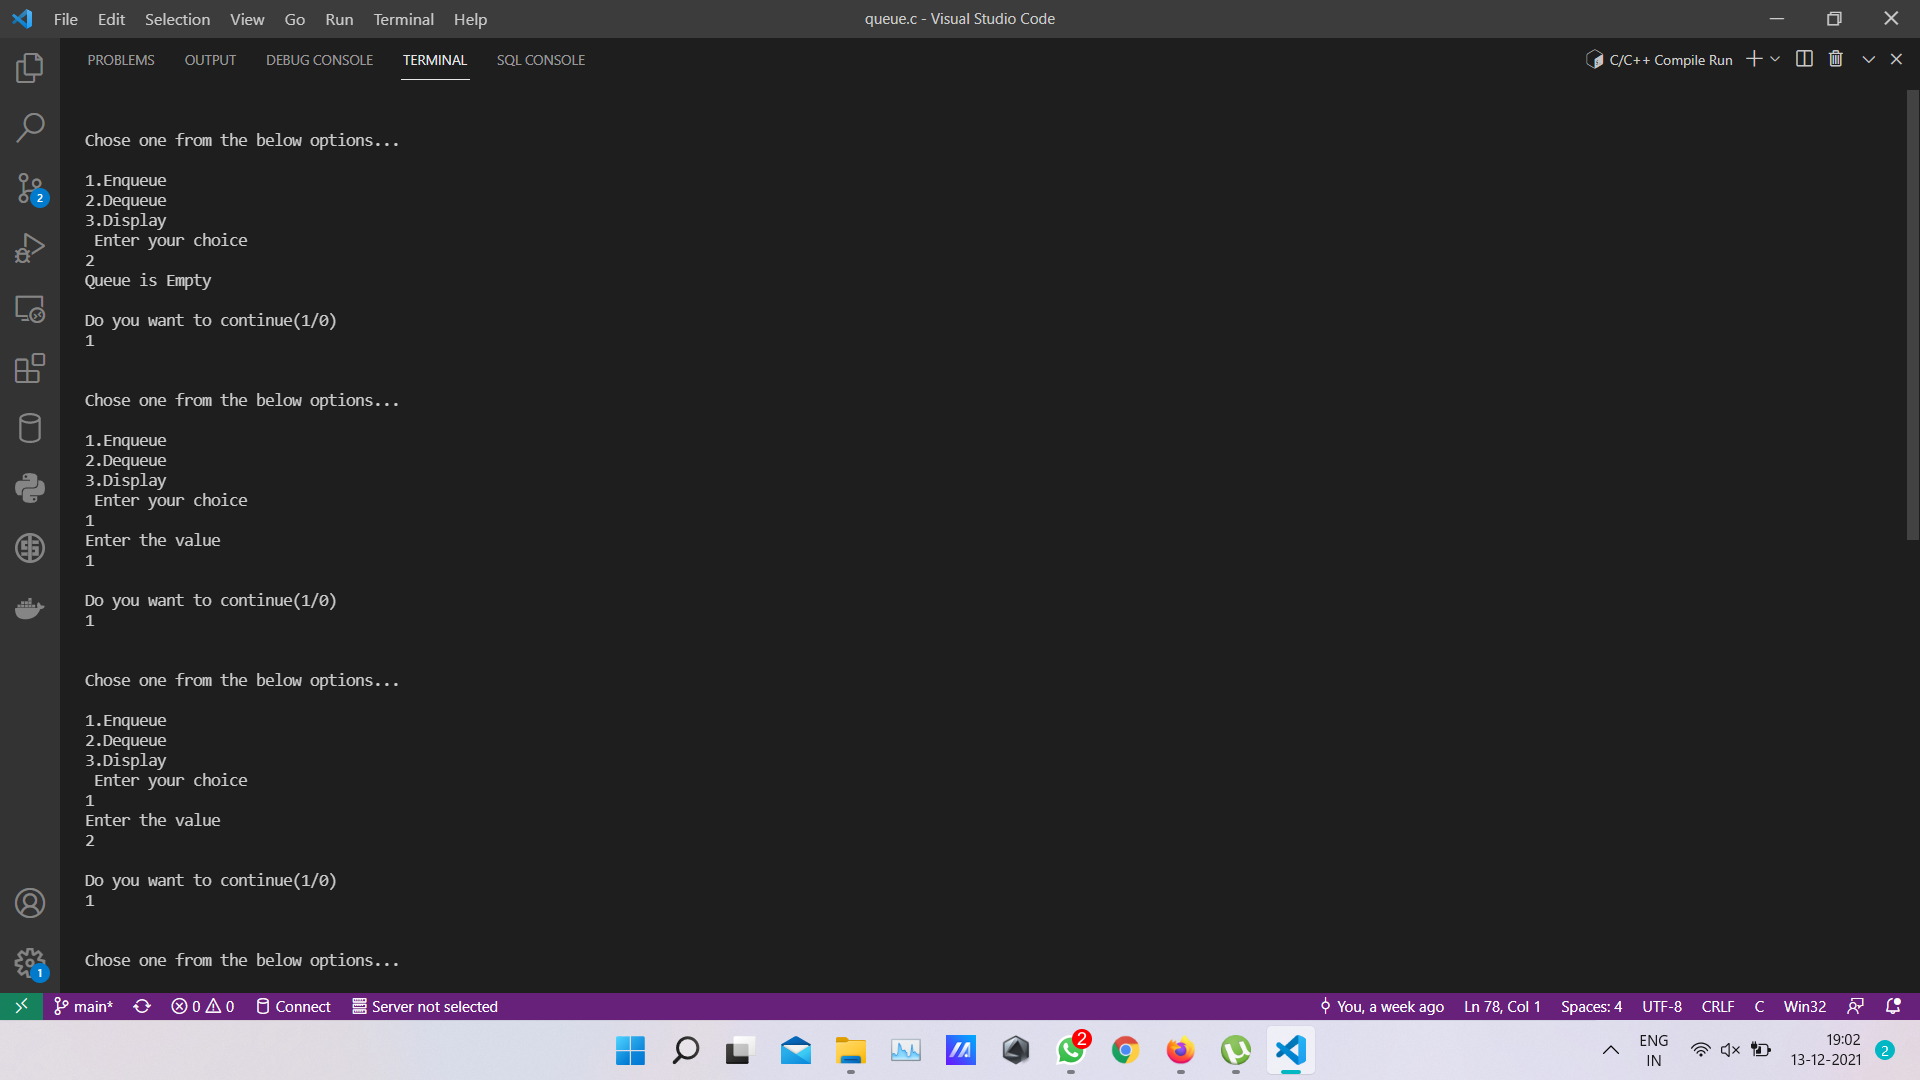 File Edit Selection View Go Run Terminal Help
queue.c - Visual Studio Code
PROBLEMS OUTPUT DEBUG CONSOLE TERMINAL SQL CONSOLE
C/C++ Compile Run
Chose one from the below options...
1.Enqueue
2.Dequeue
3.Display
Enter your choice
2
Queue is Empty
Do you want to continue(1/0)
1
Chose one from the below options...
1.Enqueue
2.Dequeue
3.Display
Enter your choice
1
Enter the value
1
Do you want to continue(1/0)
1
Chose one from the below options...
1.Enqueue
2.Dequeue
3.Display
Enter your choice
1
Enter the value
2
Do you want to continue(1/0)
1
Chose one from the below options...
2
1
main* 0 0 Connect Server not selected
You, a week ago Ln 78, Col 1 Spaces: 4 UTF-8 CRLF C Win32
2
ENG
IN
19:02
13-12-2021
2